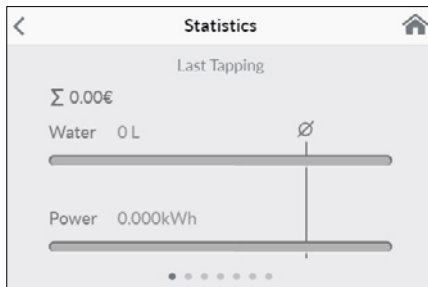 Statistics
Last Tapping
Σ 0.00€
Water 0 L Ø
Power 0.000kWh